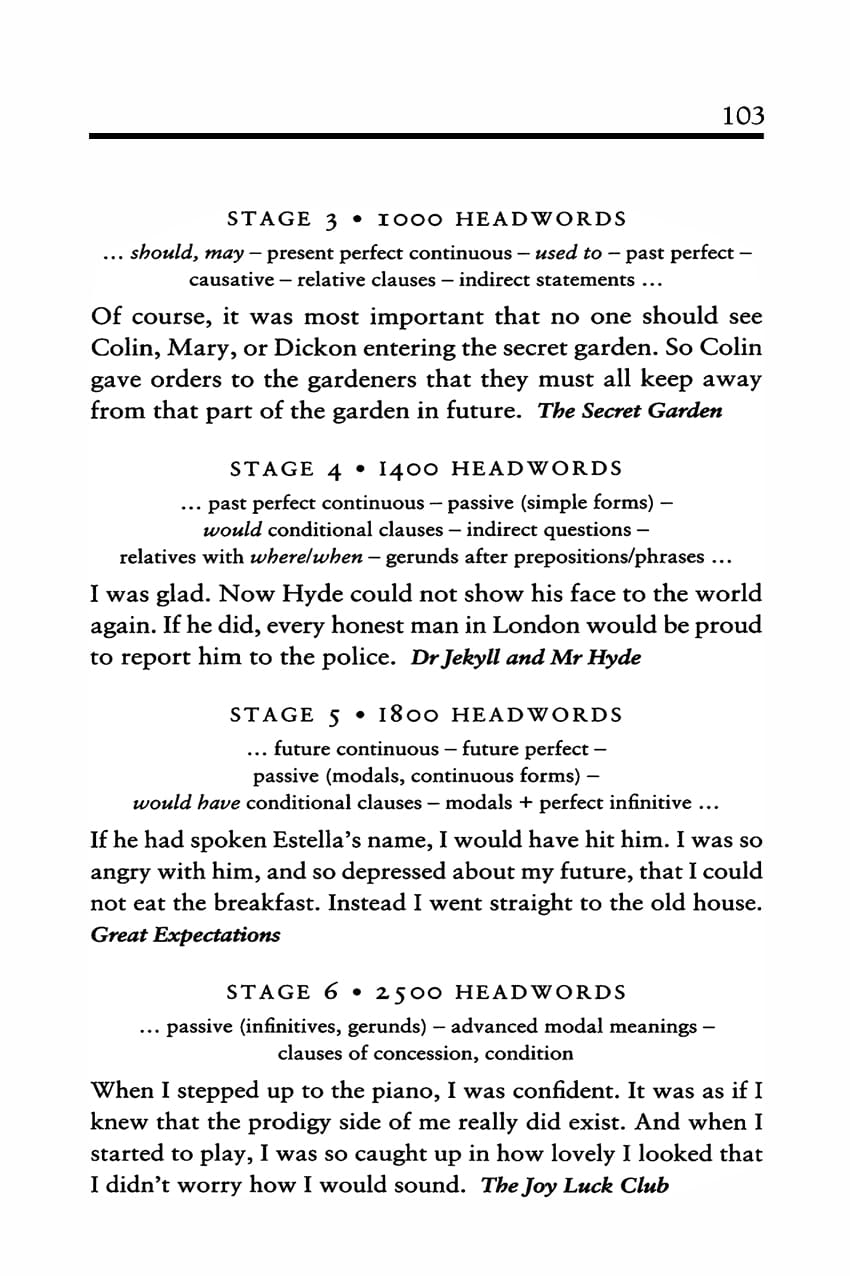 103
STAGE 3 • 1000 HEADWORDS
… should, may – present perfect continuous – used to – past perfect –
causative – relative clauses – indirect statements …
Of course, it was most important that no one should see
Colin, Mary, or Dickon entering the secret garden. So Colin
gave orders to the gardeners that they must all keep away
from that part of the garden in future. The Secret Garden
STAGE 4 • 1400 HEADWORDS
… past perfect continuous – passive (simple forms) –
would conditional clauses – indirect questions –
relatives with where/when – gerunds after prepositions/phrases …
I was glad. Now Hyde could not show his face to the world
again. If he did, every honest man in London would be proud
to report him to the police. Dr Jekyll and Mr Hyde
STAGE 5 • 1800 HEADWORDS
… future continuous – future perfect –
passive (modals, continuous forms) –
would have conditional clauses – modals + perfect infinitive …
If he had spoken Estella’s name, I would have hit him. I was so
angry with him, and so depressed about my future, that I could
not eat the breakfast. Instead I went straight to the old house.
Great Expectations
STAGE 6 • 2500 HEADWORDS
… passive (infinitives, gerunds) – advanced modal meanings –
clauses of concession, condition
When I stepped up to the piano, I was confident. It was as if I
knew that the prodigy side of me really did exist. And when I
started to play, I was so caught up in how lovely I looked that
I didn’t worry how I would sound. The Joy Luck Club